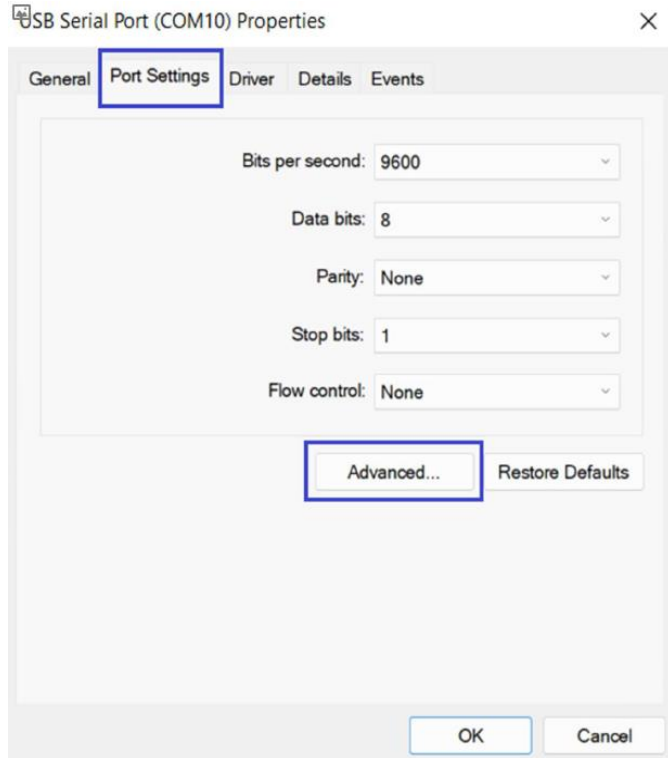 USB Serial Port (COM10) Properties
General Port Settings Driver Details Events
Bits per second: 9600
Data bits: 8
Parity: None
Stop bits: 1
Flow control: None
Advanced... Restore Defaults
OK Cancel